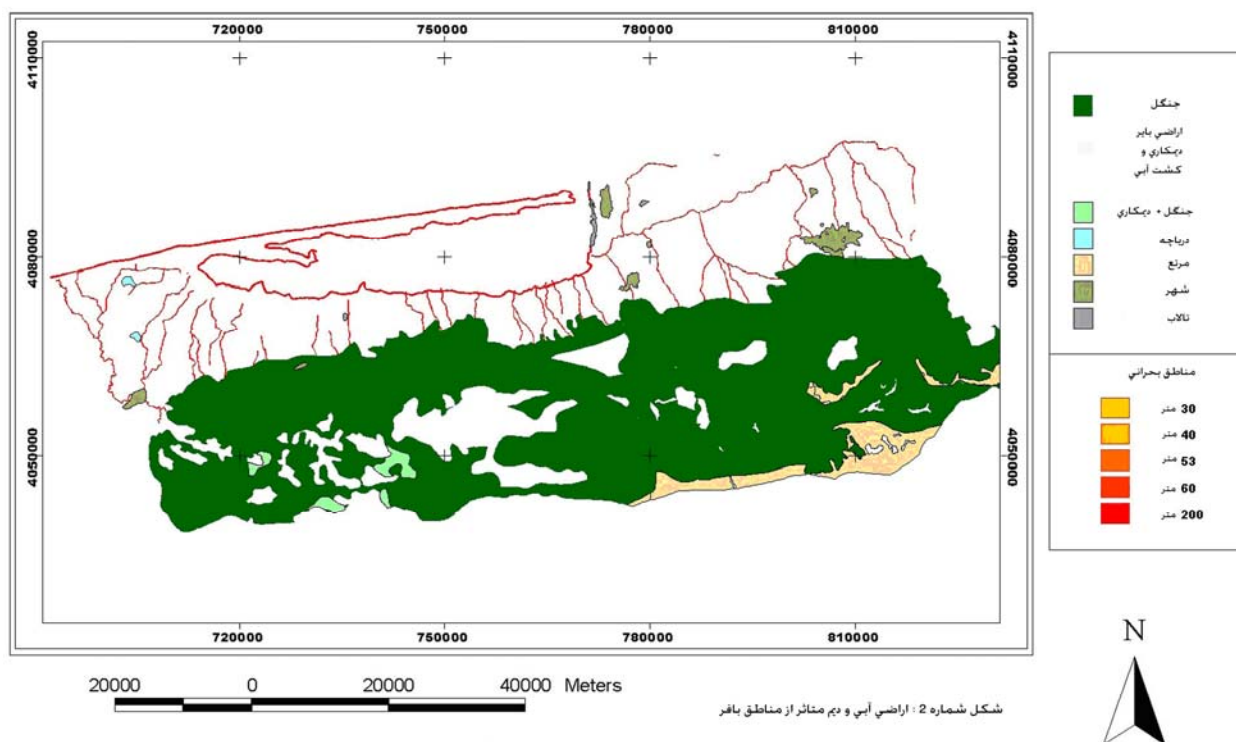 720000
750000
780000
810000
4110000
4110000
4080000
4080000
4050000
4050000
720000
750000
780000
810000
جنگل
اراضي باير
ديمكاري و
كشت آبي
جنگل + ديمكاري
درياچه
مرتع
شهر
تالاب
مناطق بحراني
30 متر
40 متر
53 متر
60 متر
200 متر
N
20000 0 20000 40000 Meters
شكل شماره 2 : اراضي آبي و ديم متاثر از مناطق بافر